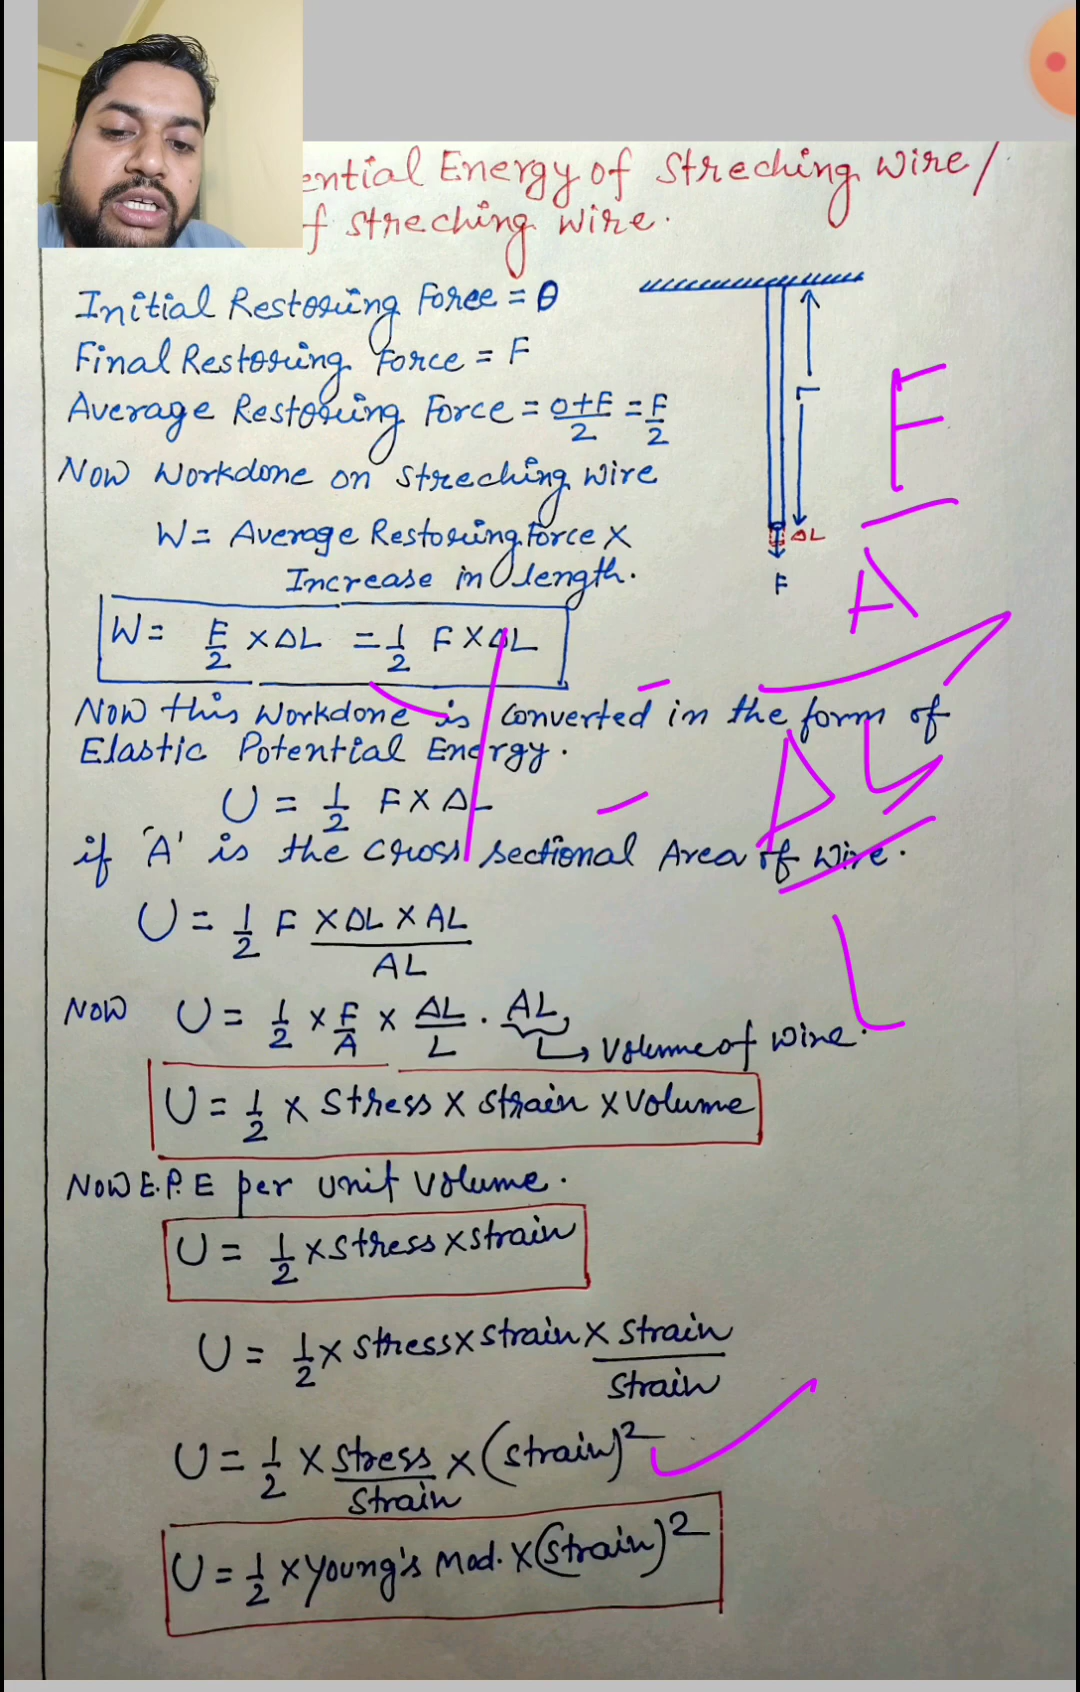 ential Energy of Streching Wire/
f streching wire.
Initial Restoring Force = 0
Final Restoring Force = F
Average Restoring Force = 0+F/2 = F/2
Now Workdone on streching wire
W = Average Restoring Force ×
Increase in length.
W = F/2 × ΔL = 1/2 F × ΔL
Now this Workdone is converted in the form of
Elastic Potential Energy.
U = 1/2 F × ΔL
if 'A' is the cross sectional Area of wire.
U = 1/2 F × ΔL × AL / AL
Now U = 1/2 × F/A × ΔL/L . AL
→ Volume of wire.
U = 1/2 × Stress × Strain × Volume
Now E.P.E per unit Volume.
U = 1/2 × stress × strain
U = 1/2 × stress × strain × strain/strain
U = 1/2 × stress/strain × (strain)²
U = 1/2 × Young's Mod. × (Strain)²
L
ΔL
F
F
A
ΔL
L